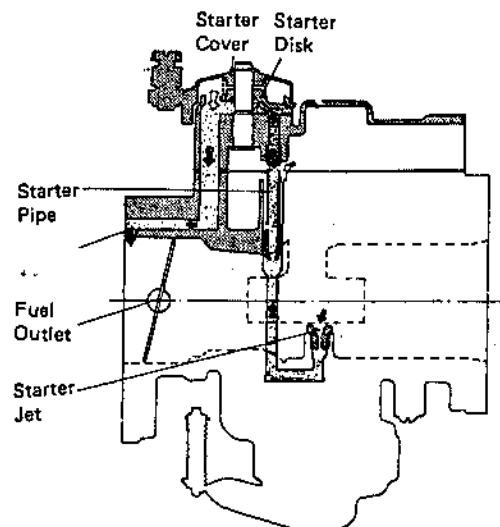 Starter Starter
Cover Disk
Starter
Pipe
Fuel
Outlet
Starter
Jet